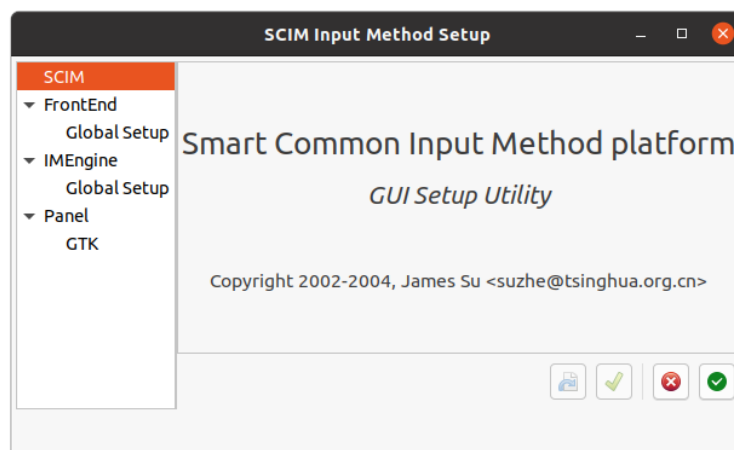 SCIM Input Method Setup
SCIM
FrontEnd
Global Setup
IMEngine
Global Setup
Panel
GTK
Smart Common Input Method platform
GUI Setup Utility
Copyright 2002-2004, James Su <suzhe@tsinghua.org.cn>